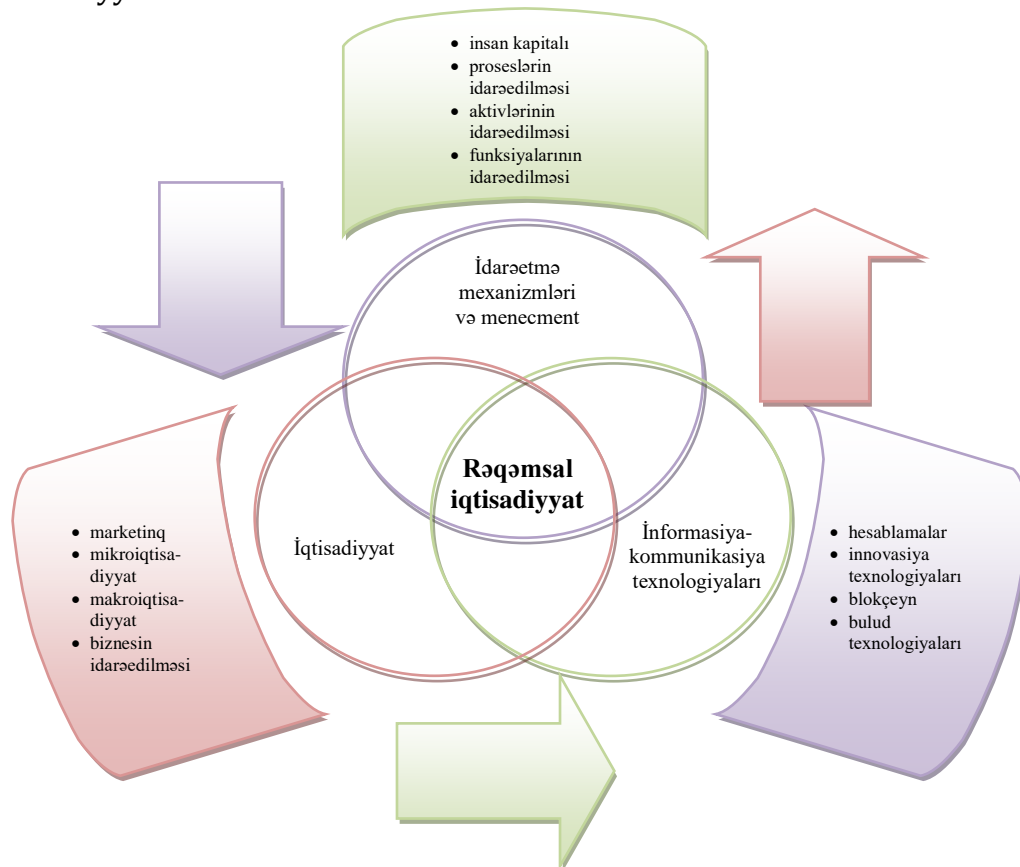 • insan kapitalı
• proseslərin
idarəedilməsi
• aktivlərinin
idarəedilməsi
• funksiyalarının
idarəedilməsi
İdarəetmə
mexanizmləri
və menecment
Rəqəmsal
iqtisadiyyat
İqtisadiyyat
İnformasiya-
kommunikasiya
texnologiyaları
• marketinq
• mikroiqtisa-
diyyat
• makroiqtisa-
diyyat
• biznesin
idarəedilməsi
• hesablamalar
• innovasiya
texnologiyaları
• blokçeyn
• bulud
texnologiyaları